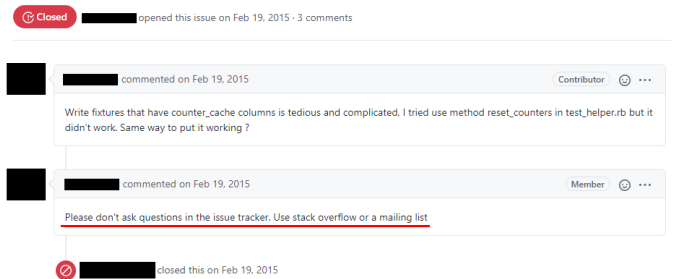 Closed opened this issue on Feb 19, 2015 · 3 comments
commented on Feb 19, 2015 Contributor
Write fixtures that have counter_cache columns is tedious and complicated, I tried use method reset_counters in test_helper.rb but it
didn't work. Same way to put it working ?
commented on Feb 19, 2015 Member
Please don't ask questions in the issue tracker. Use stack overflow or a mailing list
closed this on Feb 19, 2015